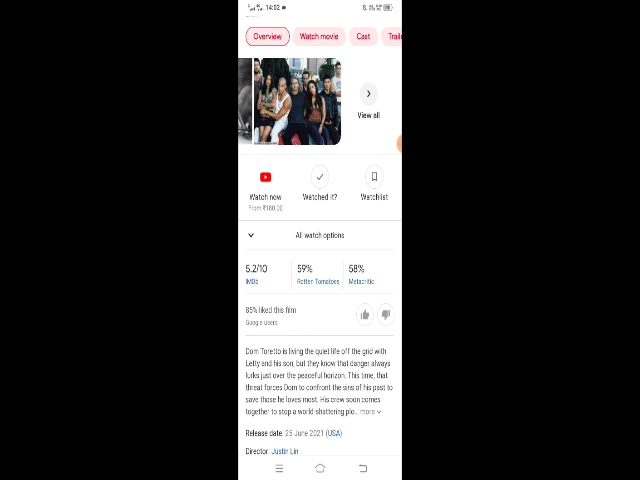 14:02
Overview Watch movie Cast Traile
View all
Watch now Watched it? Watchlist
From ₹180.00
All watch options
5.2/10 59% 58%
IMDb Rotten Tomatoes Metacritic
85% liked this film
Google users
Dom Toretto is living the quiet life off the grid with
Letty and his son, but they know that danger always
lurks just over the peaceful horizon. This time, that
threat forces Dom to confront the sins of his past to
save those he loves most. His crew soon comes
together to stop a world-shattering plo... more
Release date: 25 June 2021 (USA)
Director: Justin Lin